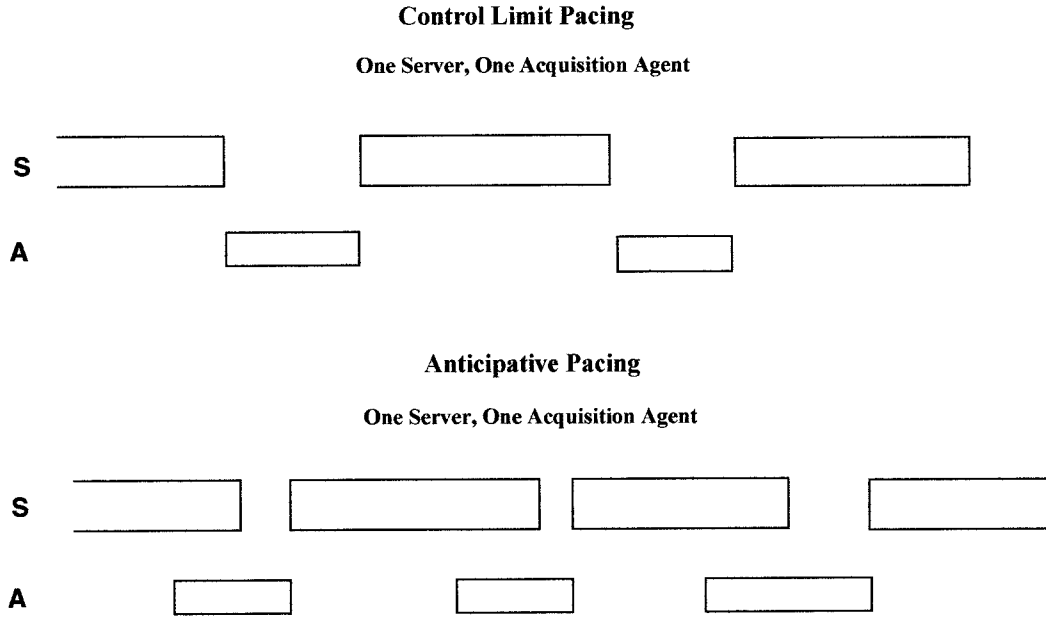 Control Limit Pacing
One Server, One Acquisition Agent
S
A
Anticipative Pacing
One Server, One Acquisition Agent
S
A